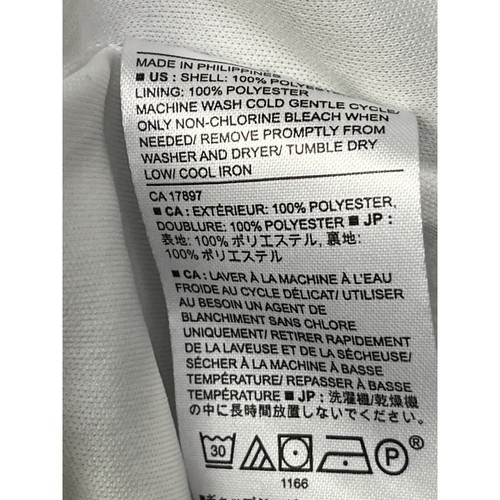 MADE IN PHILIPPINES
■ US : SHELL: 100% POLYESTER
LINING: 100% POLYESTER
MACHINE WASH COLD GENTLE CYCLE/
ONLY NON-CHLORINE BLEACH WHEN
NEEDED/ REMOVE PROMPTLY FROM
WASHER AND DRYER/ TUMBLE DRY
LOW/ COOL IRON
CA 17897
■ CA : EXTÉRIEUR: 100% POLYESTER,
DOUBLURE: 100% POLYESTER ■ JP :
表地: 100% ポリエステル, 裏地:
100% ポリエステル
■ CA : LAVER À LA MACHINE À L'EAU
FROIDE AU CYCLE DÉLICAT/ UTILISER
AU BESOIN UN AGENT DE
BLANCHIMENT SANS CHLORE
UNIQUEMENT/ RETIRER RAPIDEMENT
DE LA LAVEUSE ET DE LA SÉCHEUSE/
SÉCHER À LA MACHINE À BASSE
TEMPÉRATURE/ REPASSER À BASSE
TEMPÉRATURE ■ JP : 洗濯機/乾燥機
の中に長時間放置しないでください。
30 P ®
1166